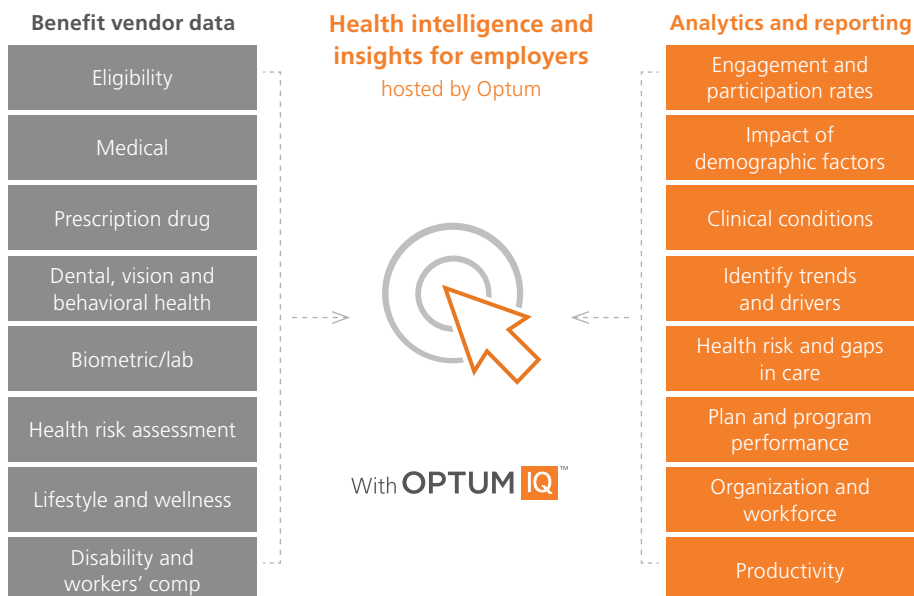 Benefit vendor data
Eligibility
Medical
Prescription drug
Dental, vision and
behavioral health
Biometric/lab
Health risk assessment
Lifestyle and wellness
Disability and
workers’ comp
Health intelligence and
insights for employers
hosted by Optum
With OPTUM IQ™
Analytics and reporting
Engagement and
participation rates
Impact of
demographic factors
Clinical conditions
Identify trends
and drivers
Health risk and gaps
in care
Plan and program
performance
Organization and
workforce
Productivity